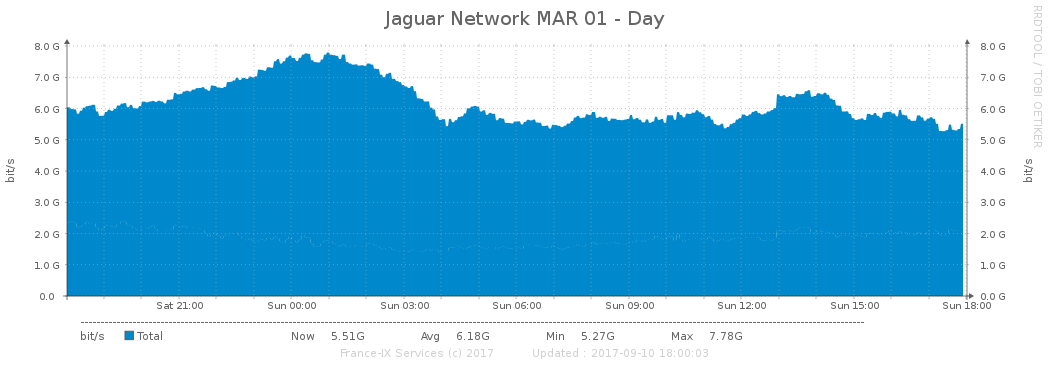 Jaguar Network MAR 01 - Day
RRDTOOL / TOBI OETIKER
bit/s
8.0 G
7.0 G
6.0 G
5.0 G
4.0 G
3.0 G
2.0 G
1.0 G
0.0
8.0 G
7.0 G
6.0 G
5.0 G
4.0 G
3.0 G
2.0 G
1.0 G
0.0 G
bit/s
Sat 21:00 Sun 00:00 Sun 03:00 Sun 06:00 Sun 09:00 Sun 12:00 Sun 15:00 Sun 18:00
bit/s Total Now 5.51G Avg 6.18G Min 5.27G Max 7.78G
France-IX Services (c) 2017 Updated : 2017-09-10 18:00:03